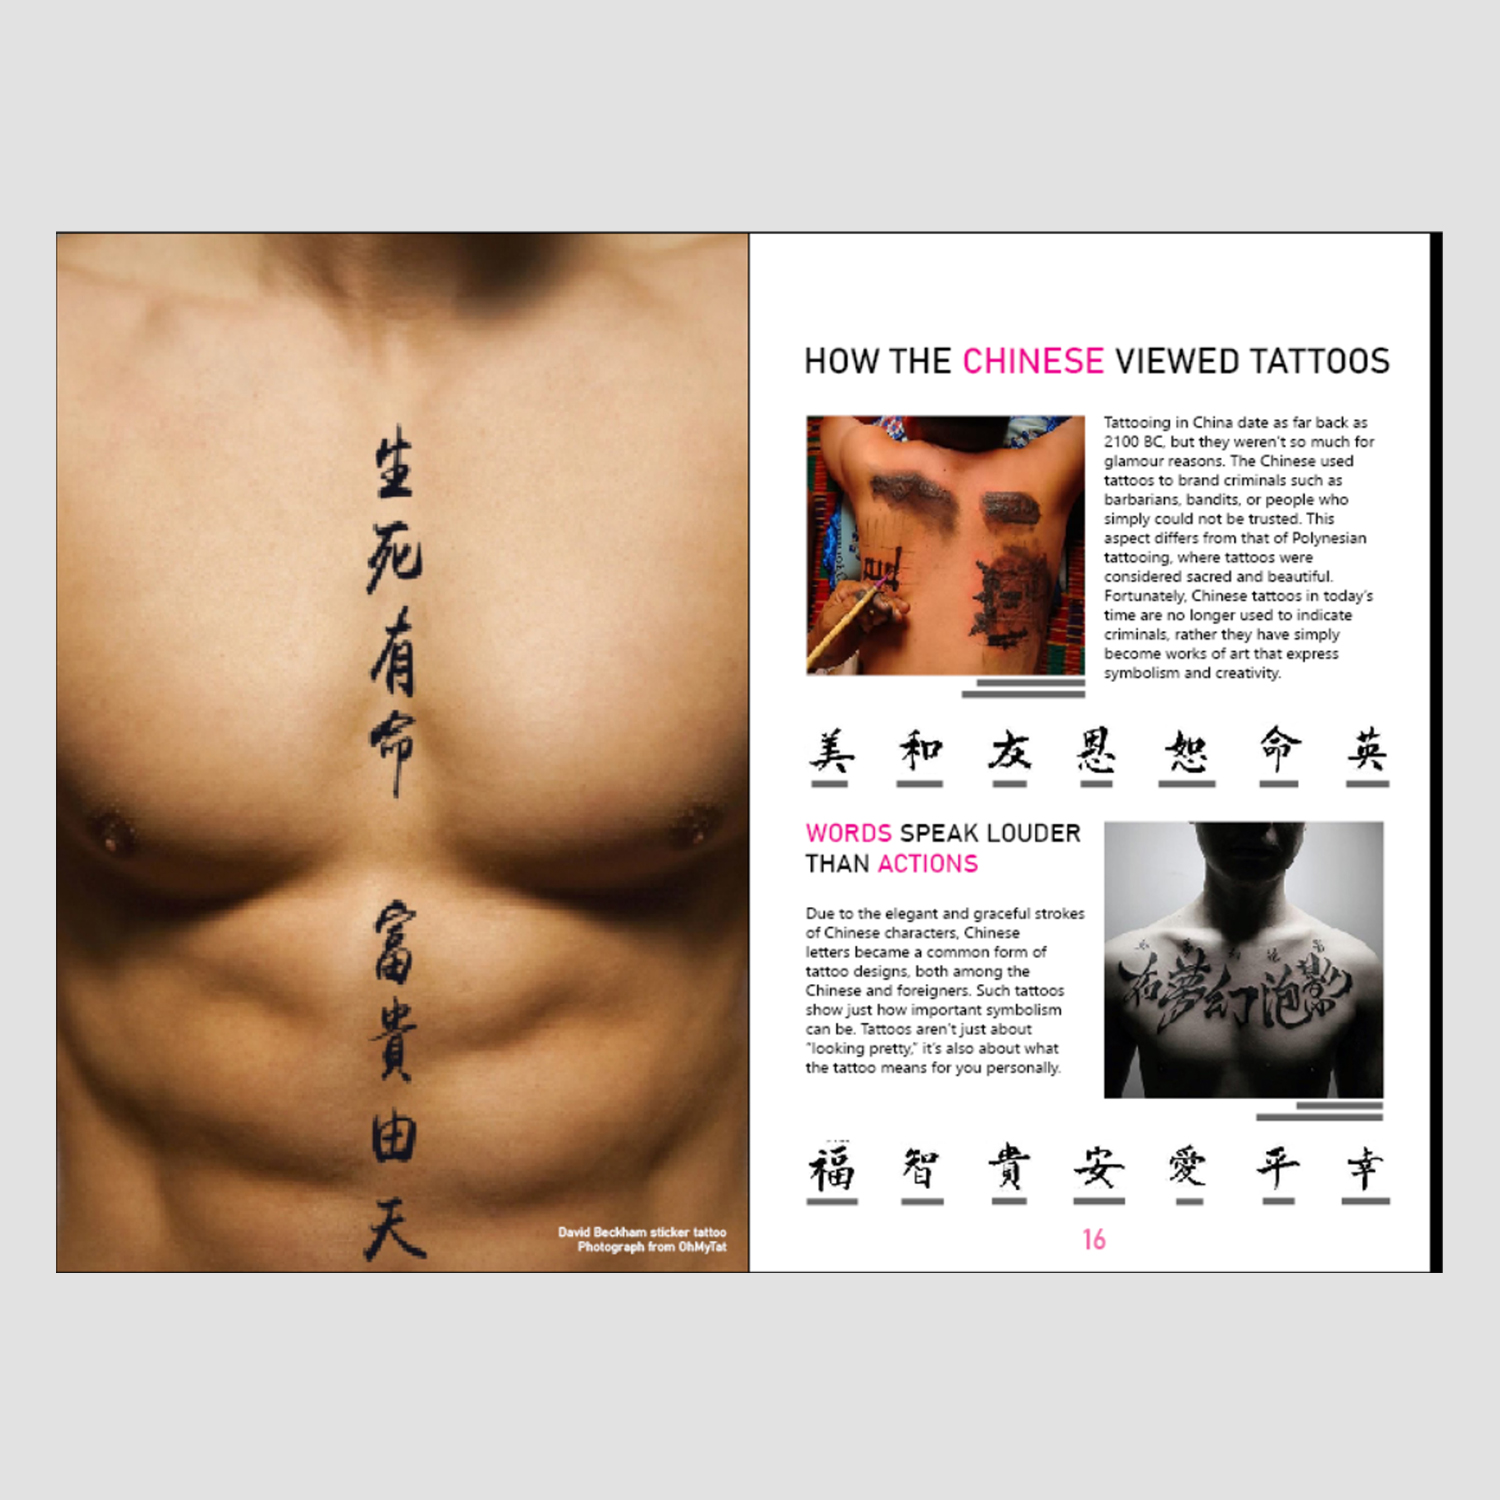 生死有命
富貴由天
David Beckham sticker tattoo
Photograph from OhMyTat
HOW THE CHINESE VIEWED TATTOOS
Tattooing in China date as far back as
2100 BC, but they weren't so much for
glamour reasons. The Chinese used
tattoos to brand criminals such as
barbarians, bandits, or people who
simply could not be trusted. This
aspect differs from that of Polynesian
tattooing, where tattoos were
considered sacred and beautiful.
Fortunately, Chinese tattoos in today's
time are no longer used to indicate
criminals, rather they have simply
become works of art that express
symbolism and creativity.
美 和 友 恩 恕 命 英
WORDS SPEAK LOUDER
THAN ACTIONS
Due to the elegant and graceful strokes
of Chinese characters, Chinese
letters became a common form of
tattoo designs, both among the
Chinese and foreigners. Such tattoos
show just how important symbolism
can be. Tattoos aren't just about
"looking pretty," it's also about what
the tattoo means for you personally.
夢幻泡影
福 智 貴 安 愛 平 幸
16